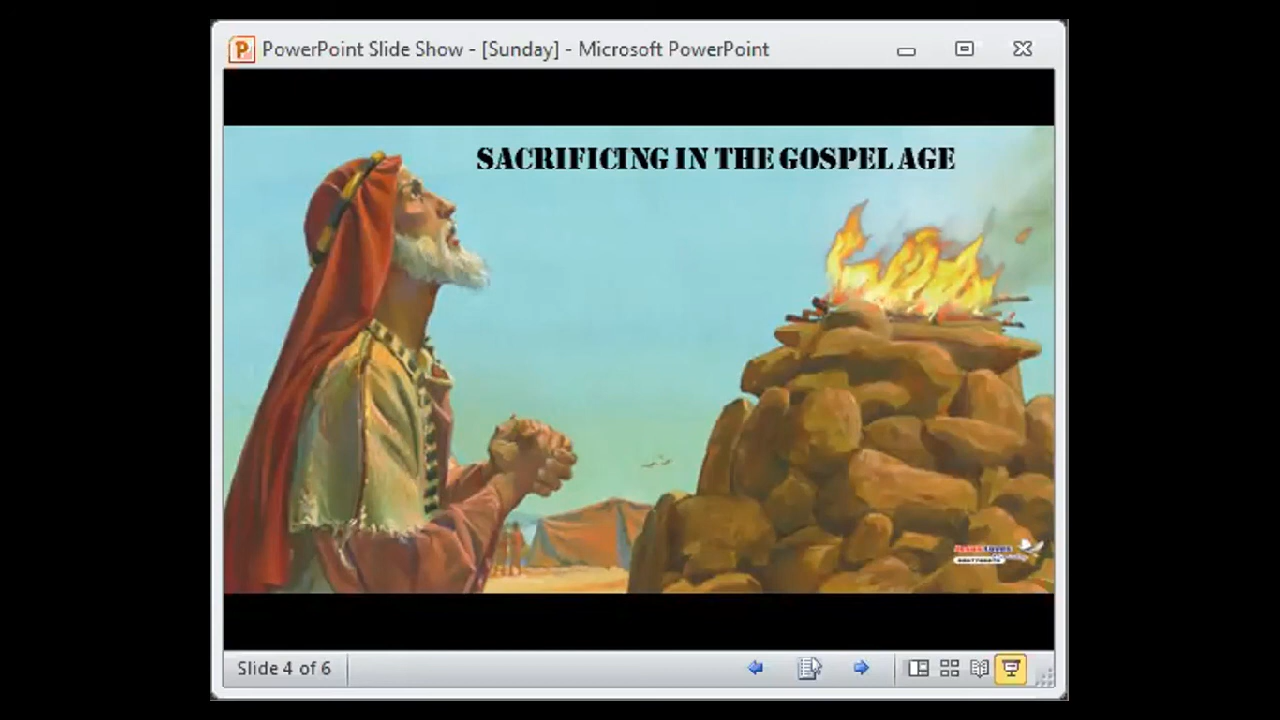 PowerPoint Slide Show - [Sunday] - Microsoft PowerPoint
SACRIFICING IN THE GOSPEL AGE
Slide 4 of 6